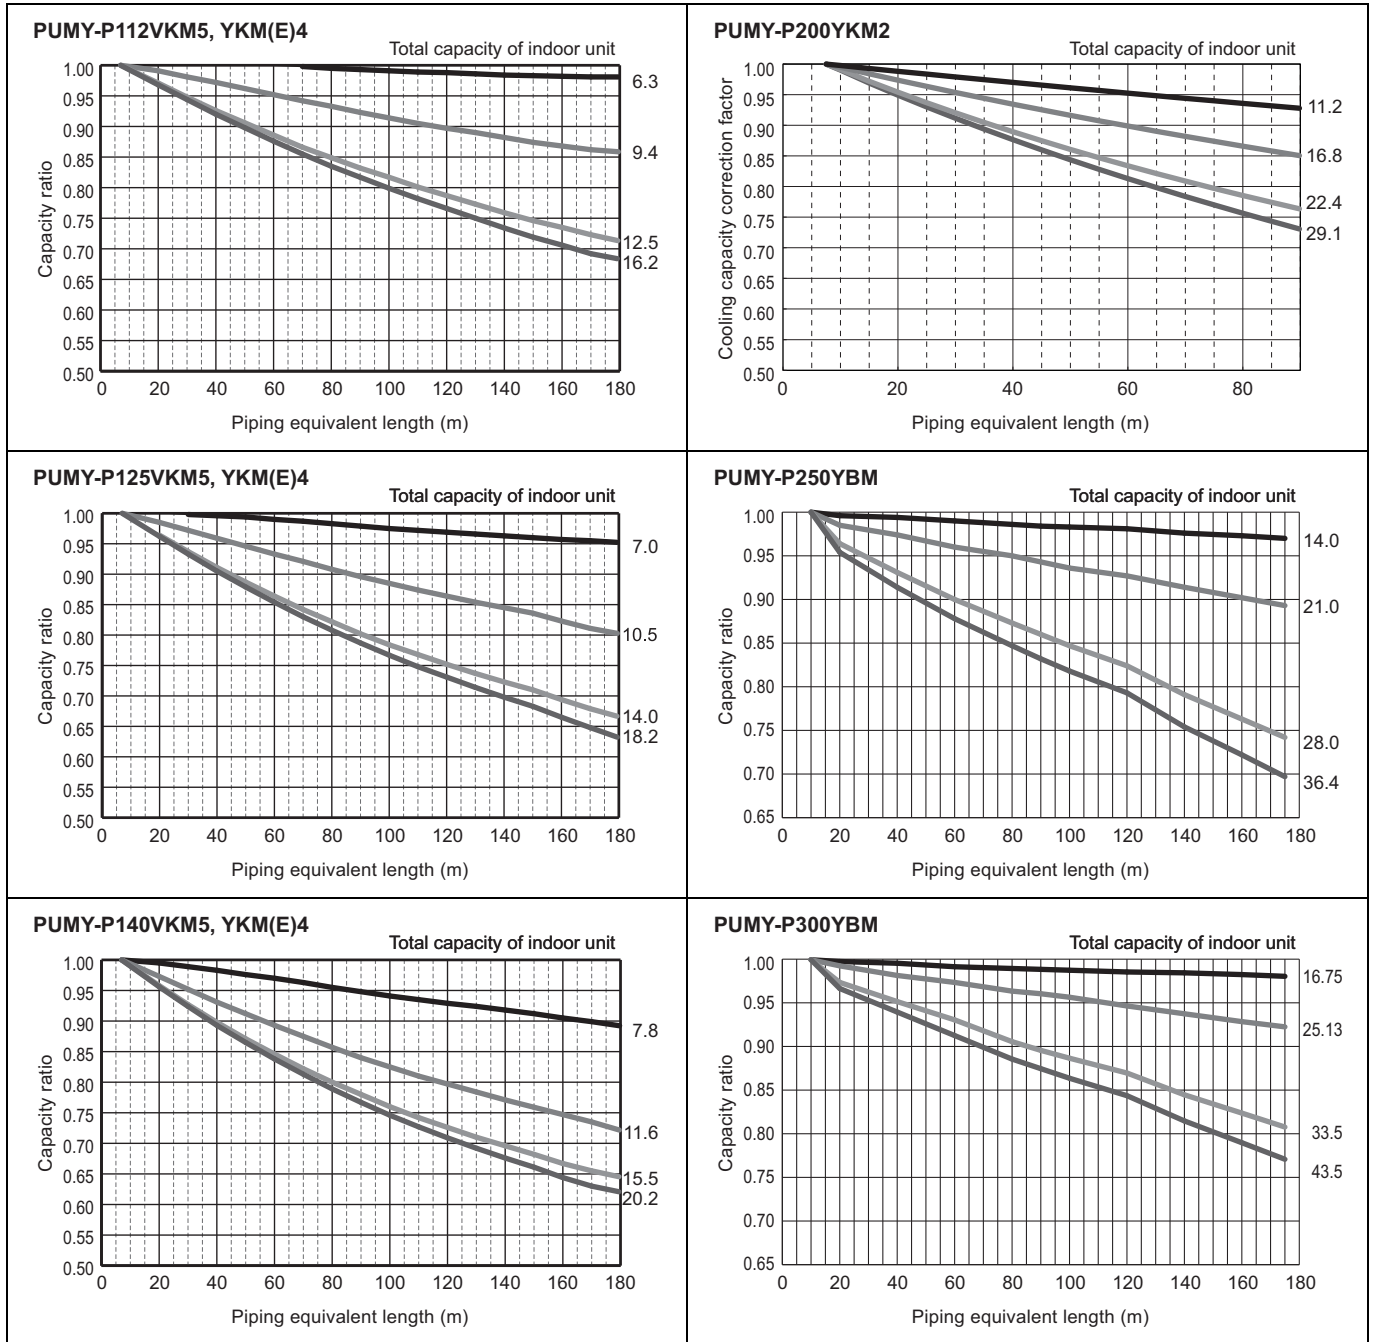 PUMY-P112VKM5, YKM(E)4
Total capacity of indoor unit
Capacity ratio
1.00
0.95
0.90
0.85
0.80
0.75
0.70
0.65
0.60
0.55
0.50
6.3
9.4
12.5
16.2
0 20 40 60 80 100 120 140 160 180
Piping equivalent length (m)
PUMY-P200YKM2
Total capacity of indoor unit
Cooling capacity correction factor
1.00
0.95
0.90
0.85
0.80
0.75
0.70
0.65
0.60
0.55
0.50
11.2
16.8
22.4
29.1
0 20 40 60 80
Piping equivalent length (m)
PUMY-P125VKM5, YKM(E)4
Total capacity of indoor unit
Capacity ratio
1.00
0.95
0.90
0.85
0.80
0.75
0.70
0.65
0.60
0.55
0.50
7.0
10.5
14.0
18.2
0 20 40 60 80 100 120 140 160 180
Piping equivalent length (m)
PUMY-P250YBM
Total capacity of indoor unit
Capacity ratio
1.00
0.95
0.90
0.85
0.80
0.75
0.70
0.65
14.0
21.0
28.0
36.4
0 20 40 60 80 100 120 140 160 180
Piping equivalent length (m)
PUMY-P140VKM5, YKM(E)4
Total capacity of indoor unit
Capacity ratio
1.00
0.95
0.90
0.85
0.80
0.75
0.70
0.65
0.60
0.55
0.50
7.8
11.6
15.5
20.2
0 20 40 60 80 100 120 140 160 180
Piping equivalent length (m)
PUMY-P300YBM
Total capacity of indoor unit
Capacity ratio
1.00
0.95
0.90
0.85
0.80
0.75
0.70
0.65
16.75
25.13
33.5
43.5
0 20 40 60 80 100 120 140 160 180
Piping equivalent length (m)